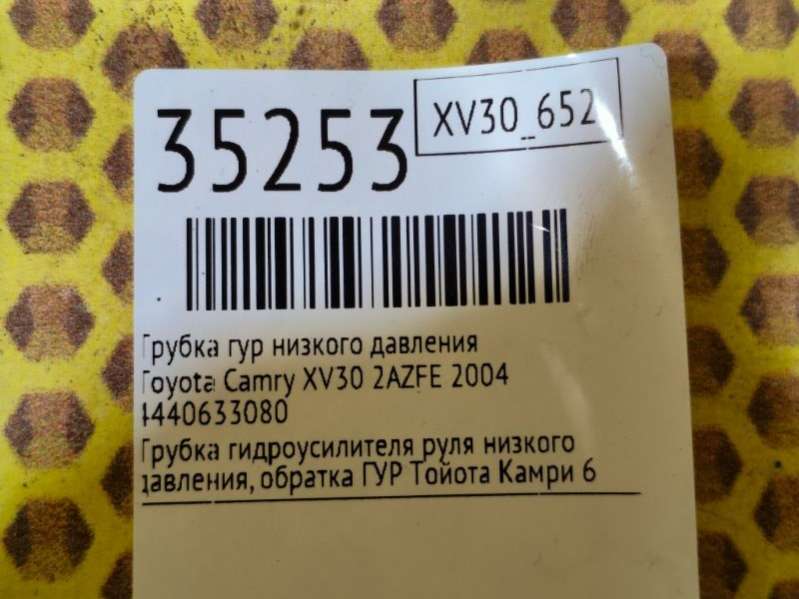 35253
XV30_652
Трубка гур низкого давления
Toyota Camry XV30 2AZFE 2004
4440633080
Трубка гидроусилителя руля низкого
давления, обратка ГУР Тойота Камри 6